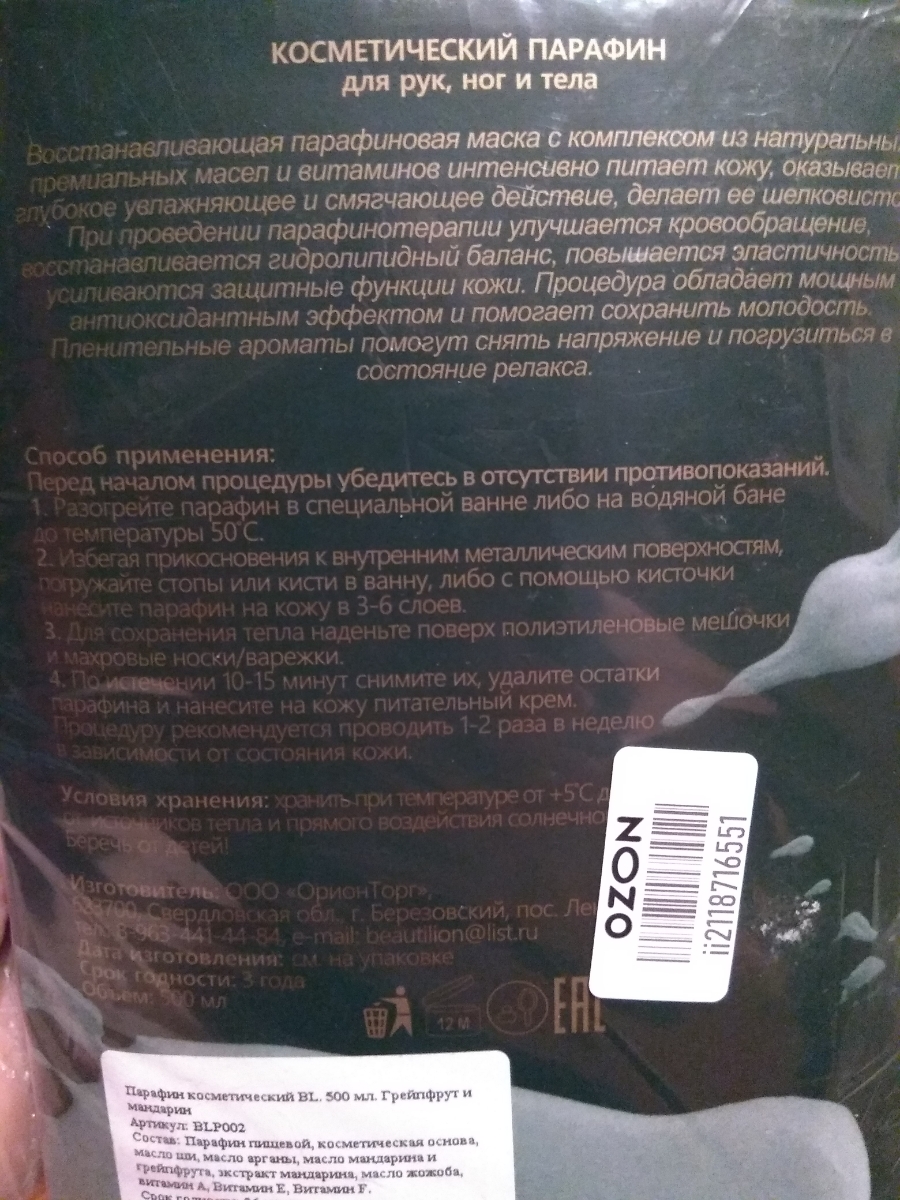 КОСМЕТИЧЕСКИЙ ПАРАФИН
для рук, ног и тела
Восстанавливающая парафиновая маска с комплексом из
премиальных масел и витаминов интенсивно питает кожу,
глубокое увлажняющее и смягчающее действие, делает ее
При проведении парафинотерапии улучшается кровообращение,
восстанавливается гидролипидный баланс, повышается эластичность
усиливаются защитные функции кожи. Процедура обладает мощным
антиоксидантным эффектом и помогает сохранить молодость.
Пленительные ароматы помогут снять напряжение и погрузиться в
состояние релакса.
Способ применения:
Перед началом процедуры убедитесь в отсутствии противопоказаний.
1. Разогрейте парафин в специальной ванне либо на водяной бане
до температуры 50°С.
2. Избегая прикосновения к внутренним металлическим поверхностям,
погружайте стопы или кисти в ванну, либо с помощью кисточки
нанесите парафин на кожу в 3-6 слоев.
3. Для сохранения тепла наденьте поверх полиэтиленовые мешочки
и махровые носки/варежки.
4. По истечении 10-15 минут снимите их, удалите остатки
парафина и нанесите на кожу питательный крем.
Процедуру рекомендуется проводить 1-2 раза в неделю
в зависимости от состояния кожи.
Условия хранения: хранить при температуре от +5°С
от источников тепла и прямого воздействия
Беречь от детей!
Изготовитель: ООО «ОрионТорг»,
623700, Свердловская обл., г. Березовский, пос.
тел. 8-963-441-44-84, e-mail: beautilion@list.ru
Дата изготовления: см. на упаковке
Срок годности: 3 года
Объем: 500 мл
12 М
EAC
OZON
ii2118716551
Парафин косметический BL. 500 мл. Грейпфрут и
мандарин
Артикул: BLP002
Состав: Парафин пищевой, косметическая основа,
масло ши, масло арганы, масло мандарина и
грейпфрута, экстракт мандарина, масло жожоба,
витамин А, Витамин Е, Витамин F.